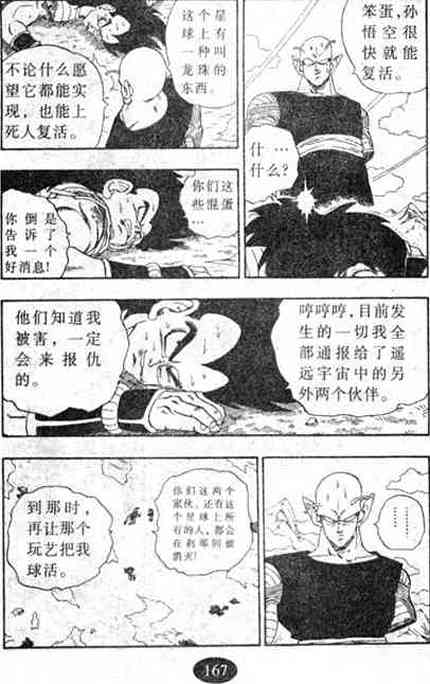 笨蛋,孙
悟空很
快就能
复活。
什…
什么?
这个星
球上有
一种叫
龙珠的
东西。
不论什么愿
望它都能实
现，也能上
死人复活。
你们这
些混蛋
…
你倒是
告诉了
我一个
好消息!
哼哼哼,目前发
生的一切我全
部通报给了遥
远宇宙中的另
外两个伙伴。
他们知道我
被害，一定
会来报仇
的。
……
……
你们这两个
家伙、还有这
个星球上所
有的人,都会
在刹那间被
消灭!
到那时,
再让那个
玩艺把我
球活。
167